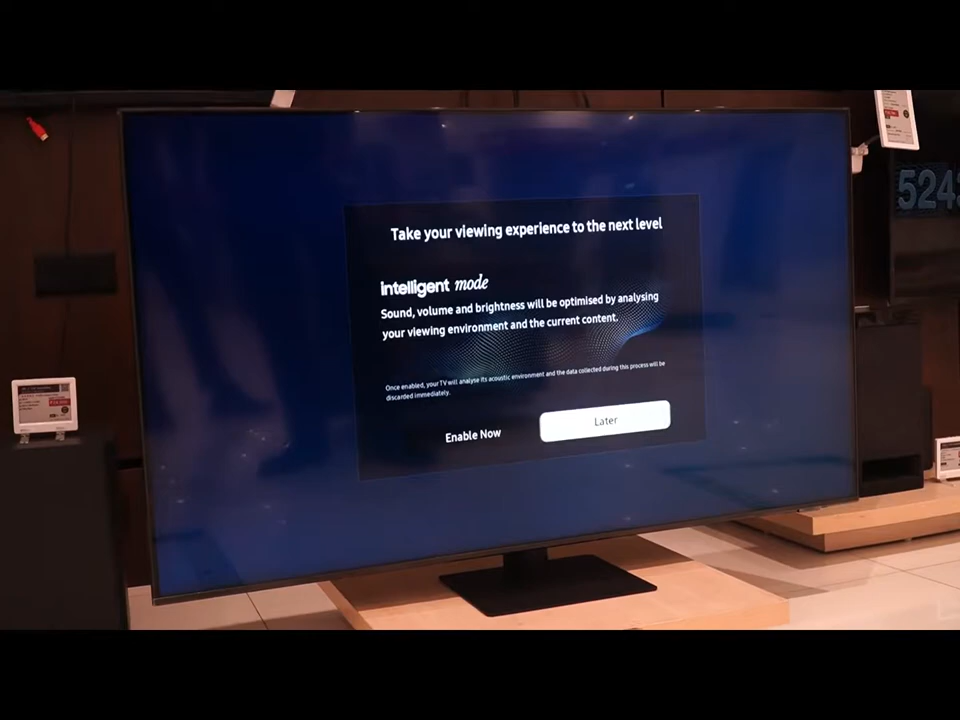 Take your viewing experience to the next level
intelligent mode
Sound, volume and brightness will be optimised by analysing
your viewing environment and the current content.
Once enabled, your TV will analyse its acoustic environment and the data collected during this process will be
discarded immediately.
Enable Now
Later
524